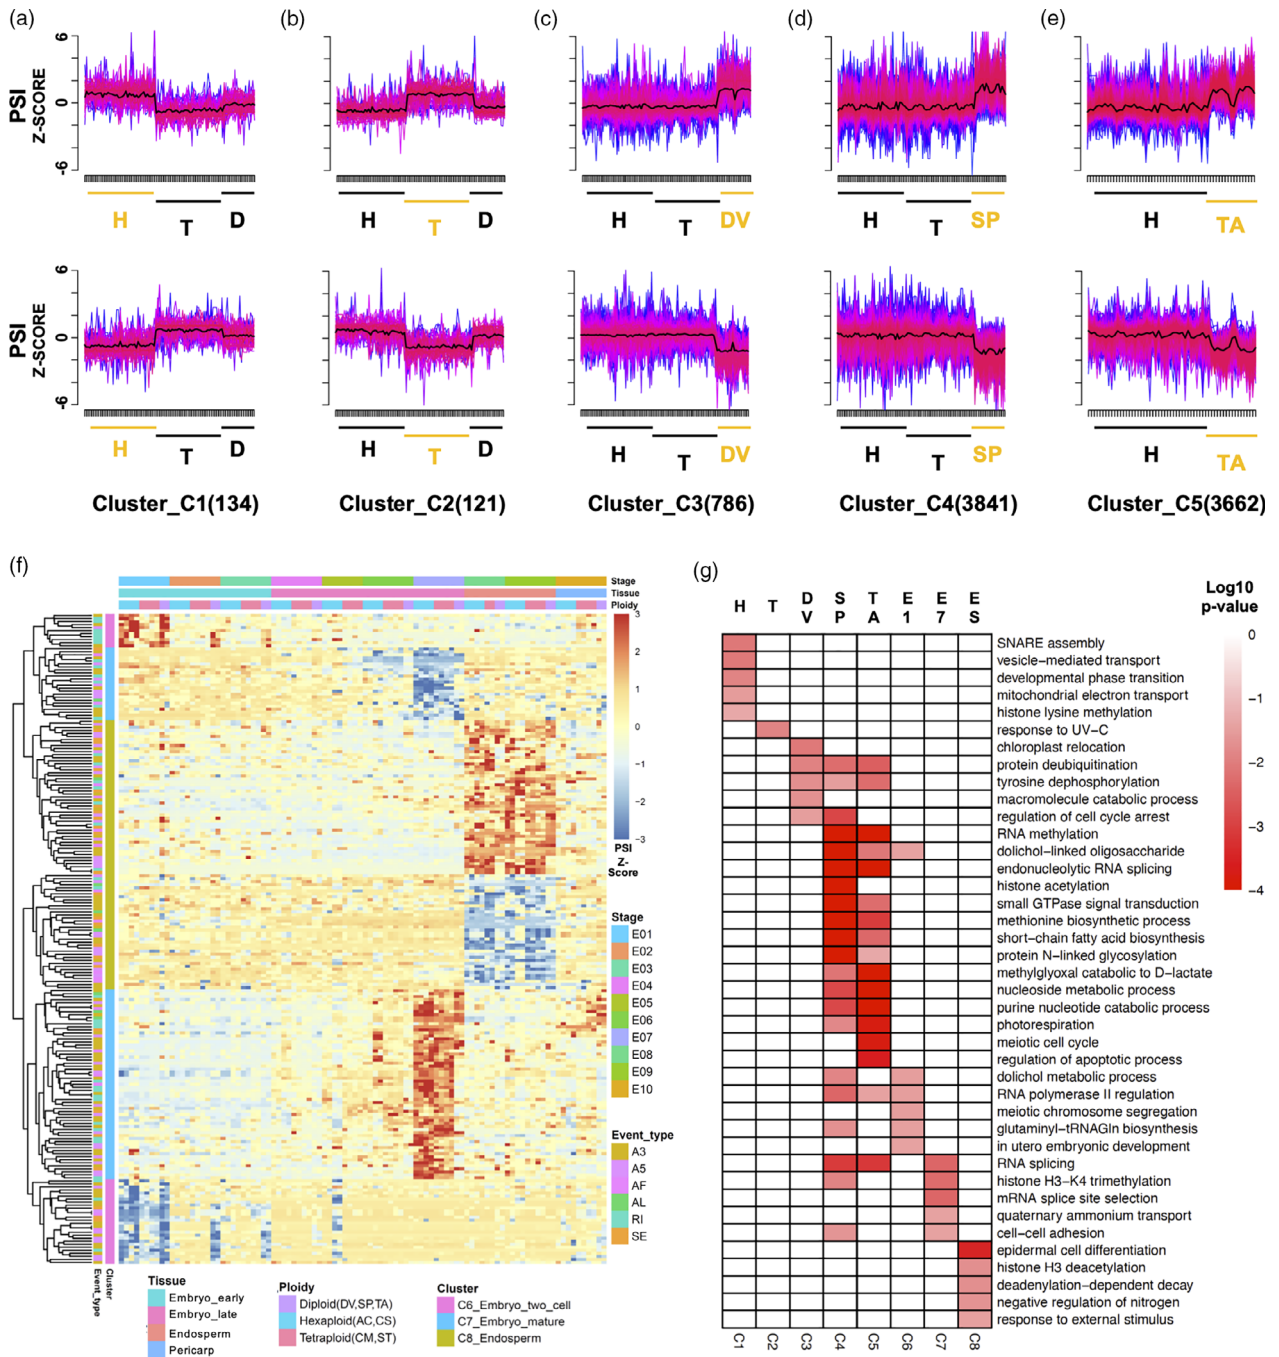 (a) (b) (c) (d) (e)
PSI
Z-SCORE
6
0
-6
H T D
H T D
H T DV
H T SP
H TA
PSI
Z-SCORE
6
0
-6
H T D
H T D
H T DV
H T SP
H TA
Cluster_C1(134) Cluster_C2(121) Cluster_C3(786) Cluster_C4(3841) Cluster_C5(3662)
(f)
Stage
Tissue
Ploidy
3
2
1
0
−1
−2
−3
PSI
Z-
Score
Stage
E01
E02
E03
E04
E05
E06
E07
E08
E09
E10
Event_type
A3
A5
AF
AL
RI
SE
Event_type
Cluster
Tissue
Embryo_early
Embryo_late
Endosperm
Pericarp
Ploidy
Diploid(DV,SP,TA)
Hexaploid(AC,CS)
Tetraploid(CM,ST)
Cluster
C6_Embryo_two_cell
C7_Embryo_mature
C8_Endosperm
(g)
H T DV SP TA E1 E7 ES
Log10
p-value
0
−1
−2
−3
−4
SNARE assembly
vesicle−mediated transport
developmental phase transition
mitochondrial electron transport
histone lysine methylation
response to UV−C
chloroplast relocation
protein deubiquitination
tyrosine dephosphorylation
macromolecule catabolic process
regulation of cell cycle arrest
RNA methylation
dolichol−linked oligosaccharide
endonucleolytic RNA splicing
histone acetylation
small GTPase signal transduction
methionine biosynthetic process
short−chain fatty acid biosynthesis
protein N−linked glycosylation
methylglyoxal catabolic to D−lactate
nucleoside metabolic process
purine nucleotide catabolic process
photorespiration
meiotic cell cycle
regulation of apoptotic process
dolichol metabolic process
RNA polymerase II regulation
meiotic chromosome segregation
glutaminyl−tRNAGln biosynthesis
in utero embryonic development
RNA splicing
histone H3−K4 trimethylation
mRNA splice site selection
quaternary ammonium transport
cell−cell adhesion
epidermal cell differentiation
histone H3 deacetylation
deadenylation−dependent decay
negative regulation of nitrogen
response to external stimulus
C1 C2 C3 C4 C5 C6 C7 C8